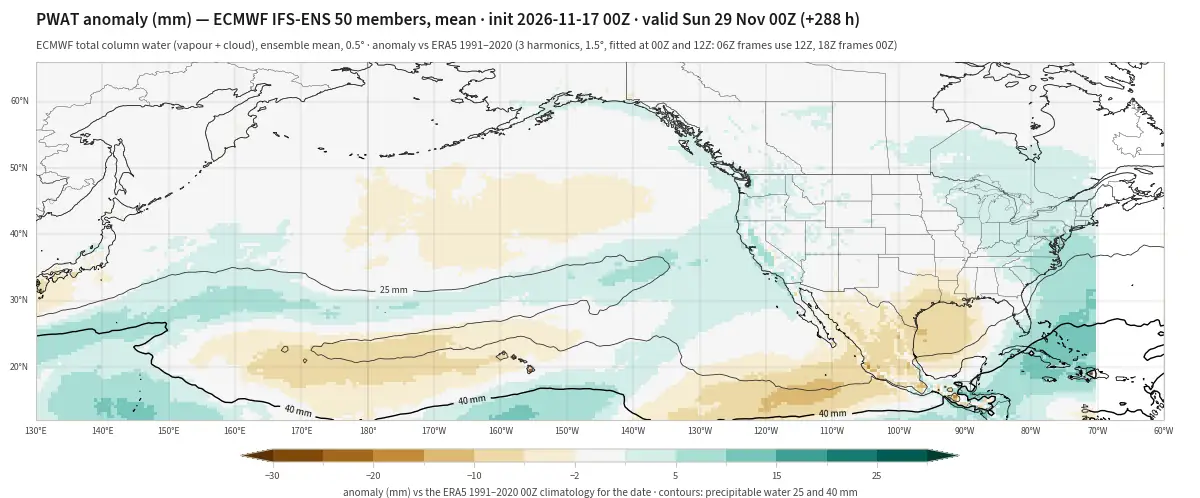 PWAT anomaly (mm) — ECMWF IFS-ENS 50 members, mean · init 2026-11-17 00Z · valid Sun 29 Nov 00Z (+288 h)
ECMWF total column water (vapour + cloud), ensemble mean, 0.5° · anomaly vs ERA5 1991–2020 (3 harmonics, 1.5°, fitted at 00Z and 12Z: 06Z frames use 12Z, 18Z frames 00Z)
60°N
50°N
40°N
30°N
20°N
25 mm
40 mm
40 mm
40 mm
130°E 140°E 150°E 160°E 170°E 180° 170°W 160°W 150°W 140°W 130°W 120°W 110°W 100°W 90°W 80°W 70°W 60°W
−30 −20 −10 −2 5 15 25
anomaly (mm) vs the ERA5 1991–2020 00Z climatology for the date · contours: precipitable water 25 and 40 mm